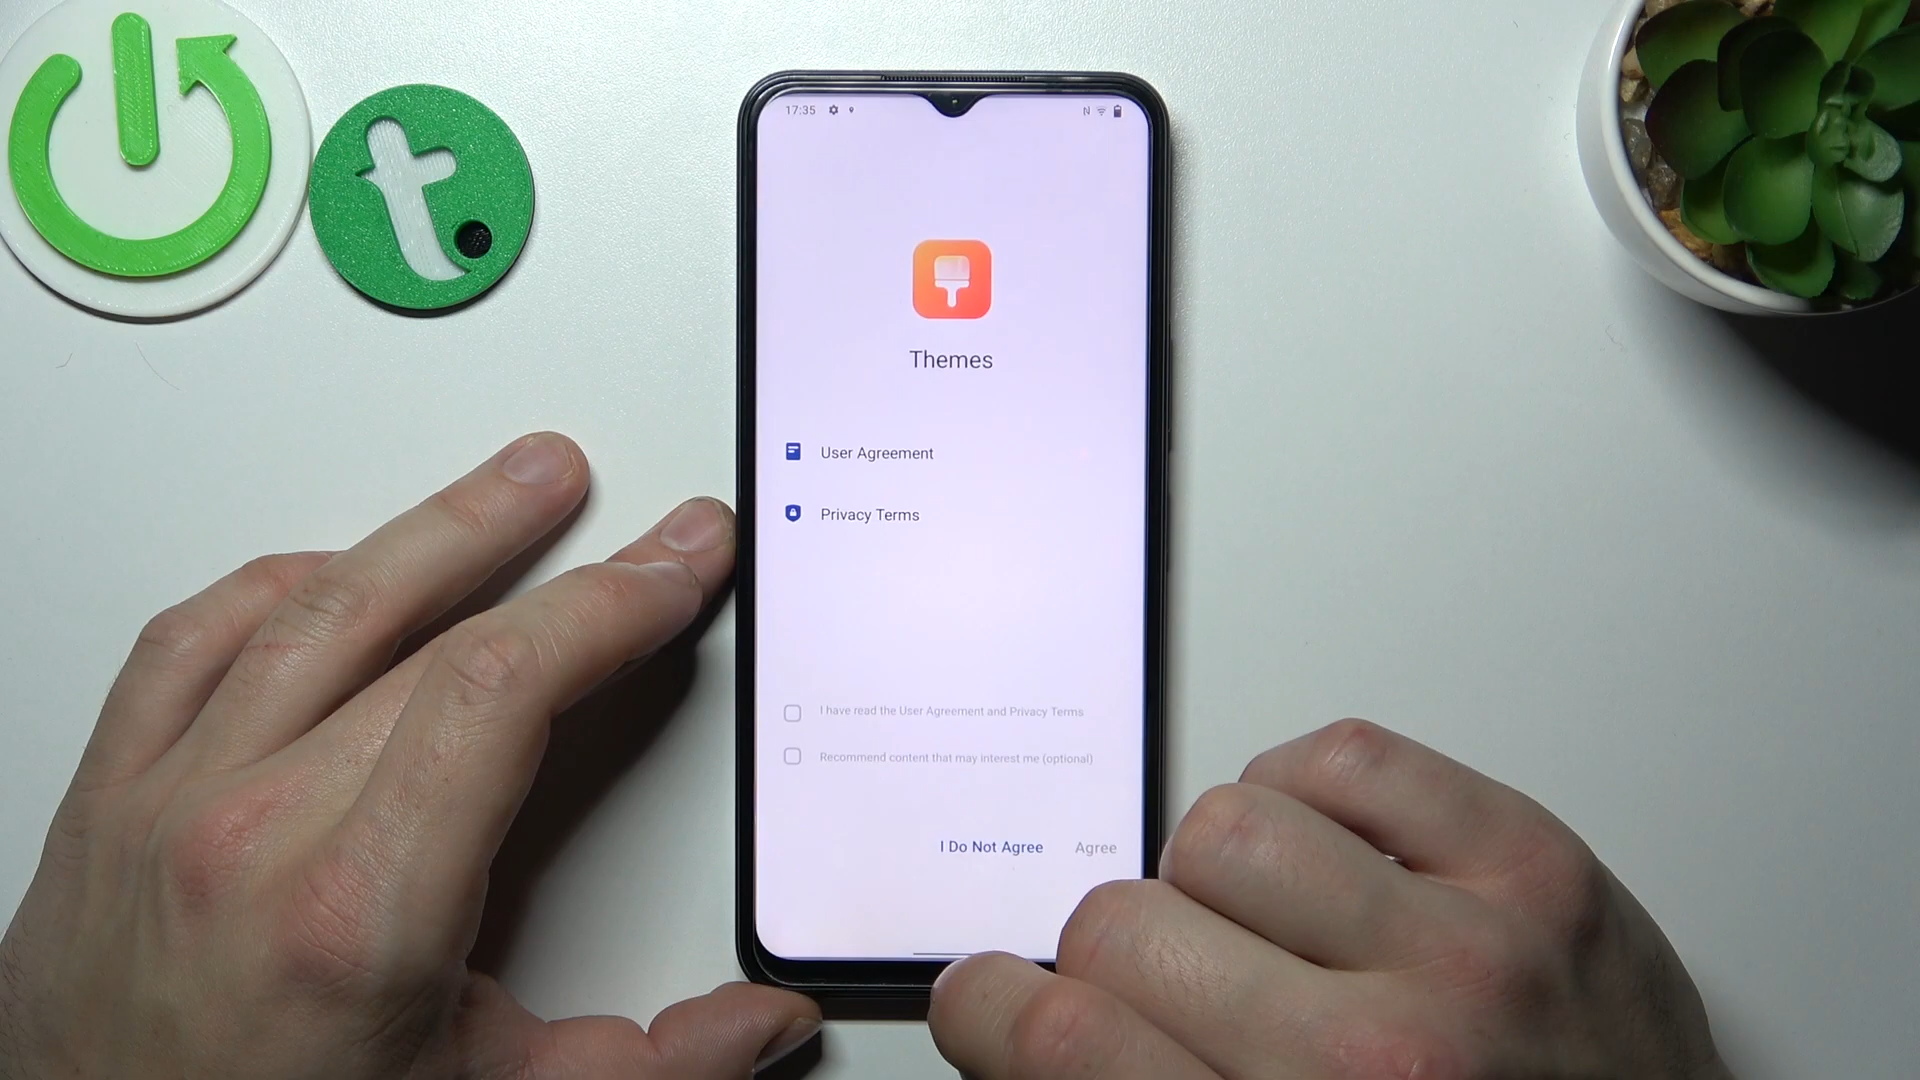 t.
17:35
N
Themes
User Agreement
Privacy Terms
I have read the User Agreement and Privacy Terms
Recommend content that may interest me (optional)
I Do Not Agree
Agree